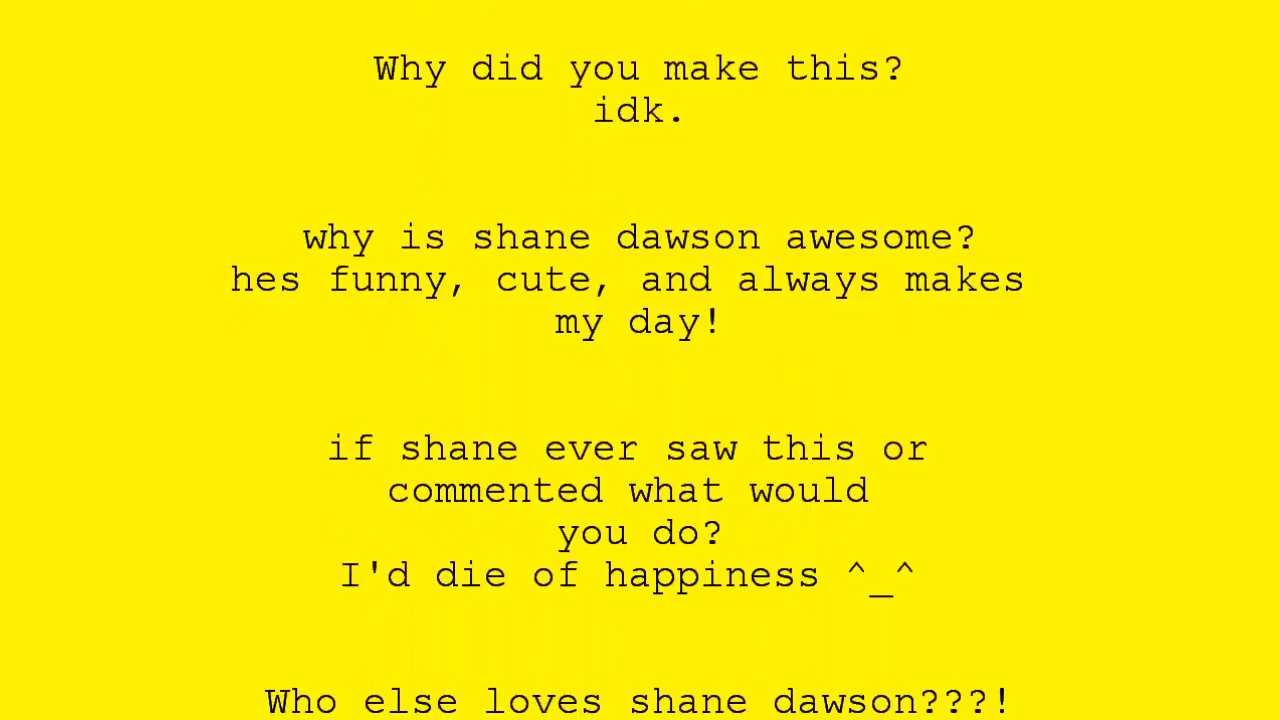 Why did you make this?
idk.
why is shane dawson awesome?
hes funny, cute, and always makes
my day!
if shane ever saw this or
commented what would
you do?
I'd die of happiness ^_^
Who else loves shane dawson???!